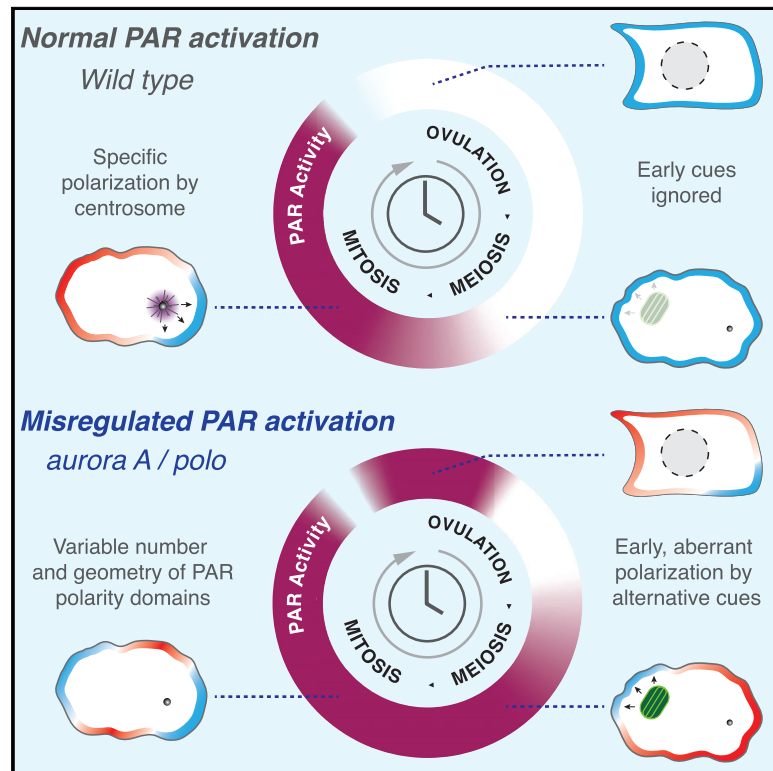 Normal PAR activation
Wild type
Specific
polarization by
centrosome
PAR Activity
OVULATION
MEIOSIS
MITOSIS
Early cues
ignored
Misregulated PAR activation
aurora A / polo
Variable number
and geometry of PAR
polarity domains
PAR Activity
OVULATION
MEIOSIS
MITOSIS
Early, aberrant
polarization by
alternative cues